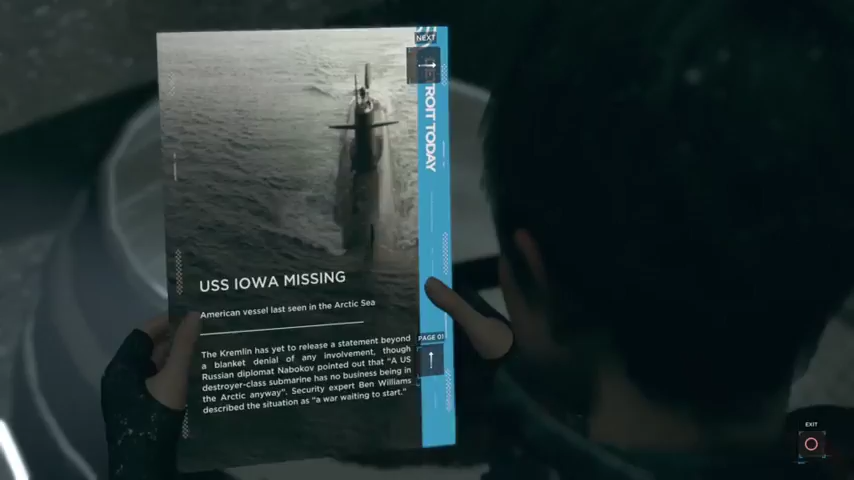 NEXT
DETROIT TODAY
USS IOWA MISSING
American vessel last seen in the Arctic Sea
The Kremlin has yet to release a statement beyond
a blanket denial of any involvement, though
Russian diplomat Nabokov pointed out that "A US
destroyer-class submarine has no business being in
the Arctic anyway". Security expert Ben Williams
described the situation as "a war waiting to start."
PAGE 01
EXIT